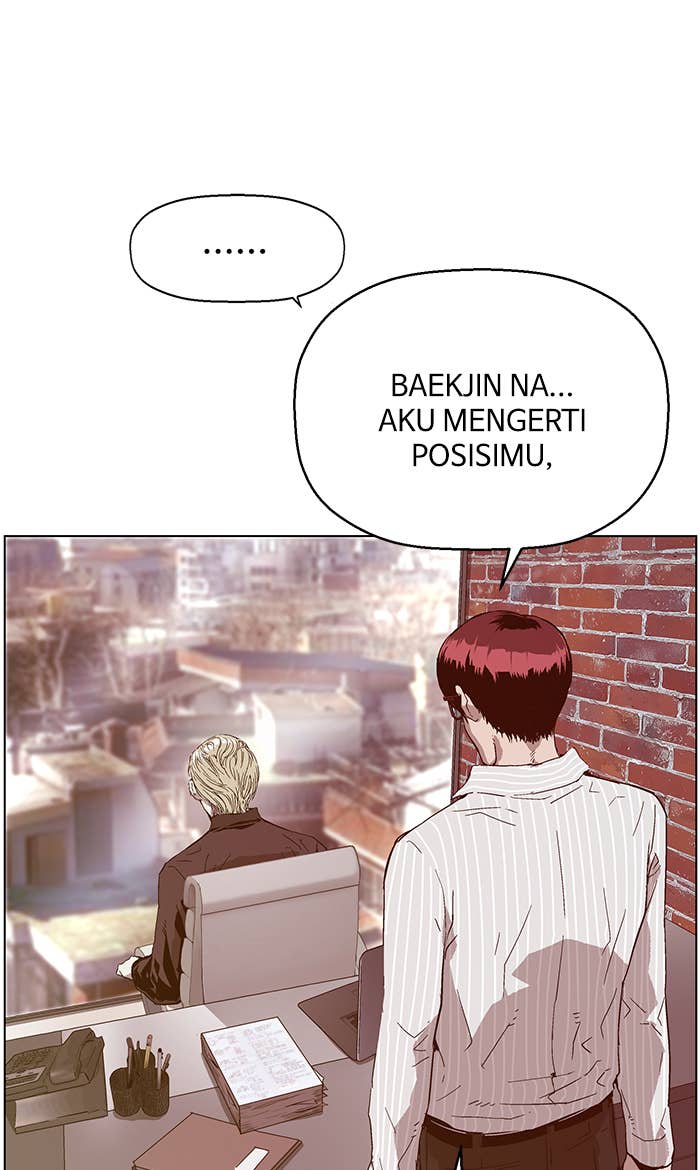 ......
BAEKJIN NA...
AKU MENGERTI
POSISIMU,